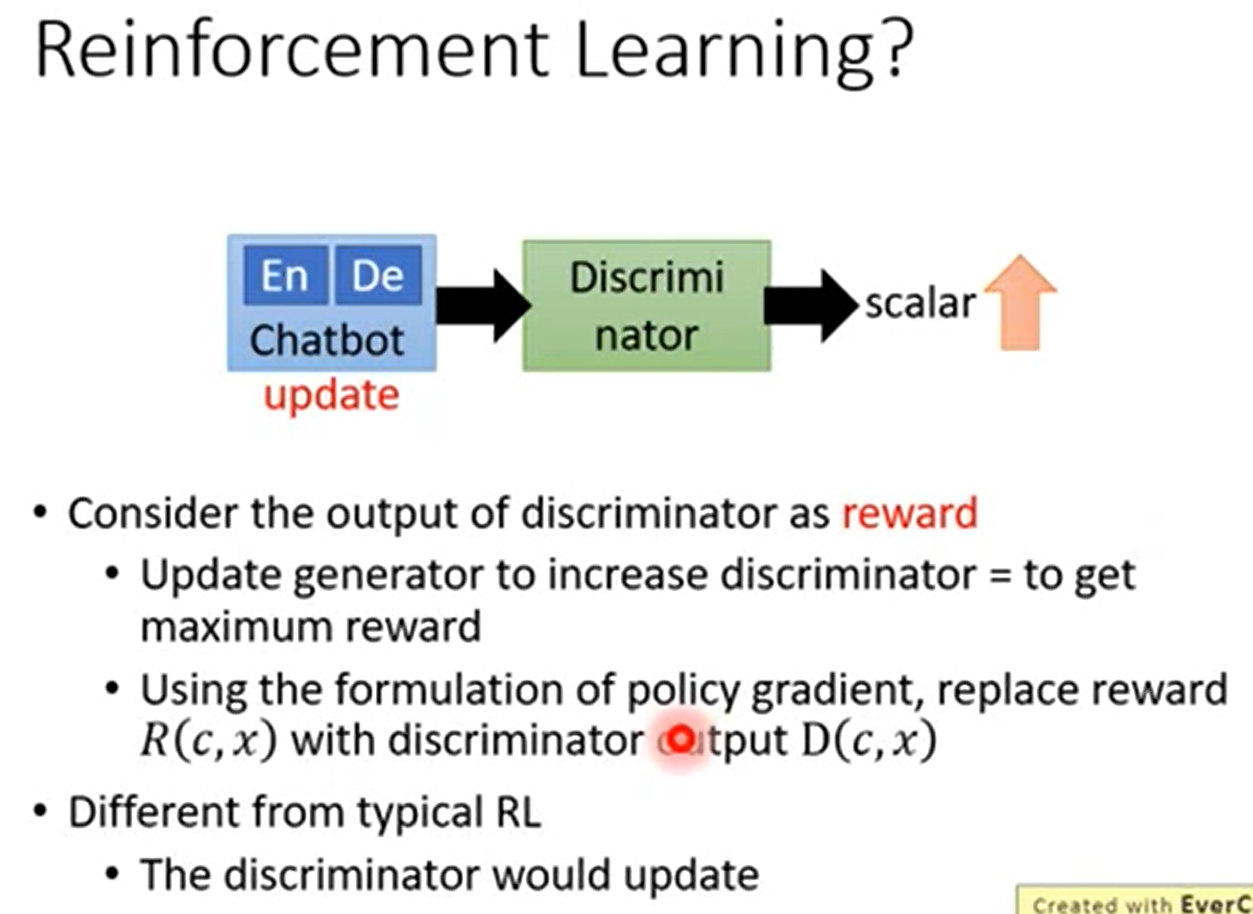 Reinforcement Learning?
En De
Chatbot
update
Discrimi
nator
scalar
• Consider the output of discriminator as reward
• Update generator to increase discriminator = to get
maximum reward
• Using the formulation of policy gradient, replace reward
R(c, x) with discriminator output D(c, x)
• Different from typical RL
• The discriminator would update
Created with EverC